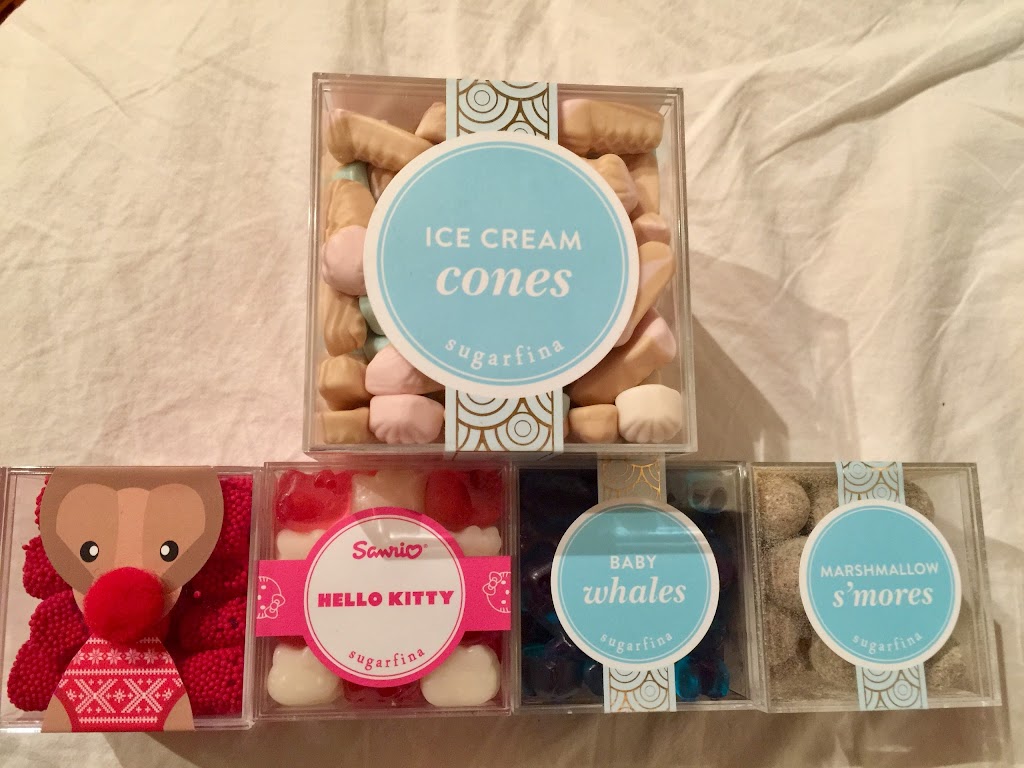 ICE CREAM
cones
sugarfina
Sanrio®
HELLO KITTY
sugarfina
BABY
whales
sugarfina
MARSHMALLOW
s'mores
sugarfina